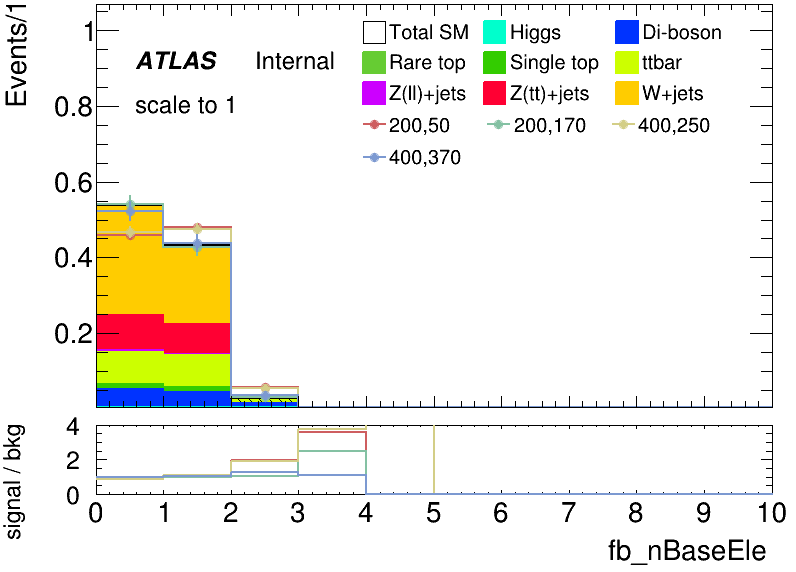 Events/1
ATLAS Internal
scale to 1
Total SM Higgs Di-boson
Rare top Single top ttbar
Z(ll)+jets Z(tt)+jets W+jets
200,50 200,170 400,250
400,370
1
0.8
0.6
0.4
0.2
signal / bkg
4
2
0
0 1 2 3 4 5 6 7 8 9 10
fb_nBaseEle